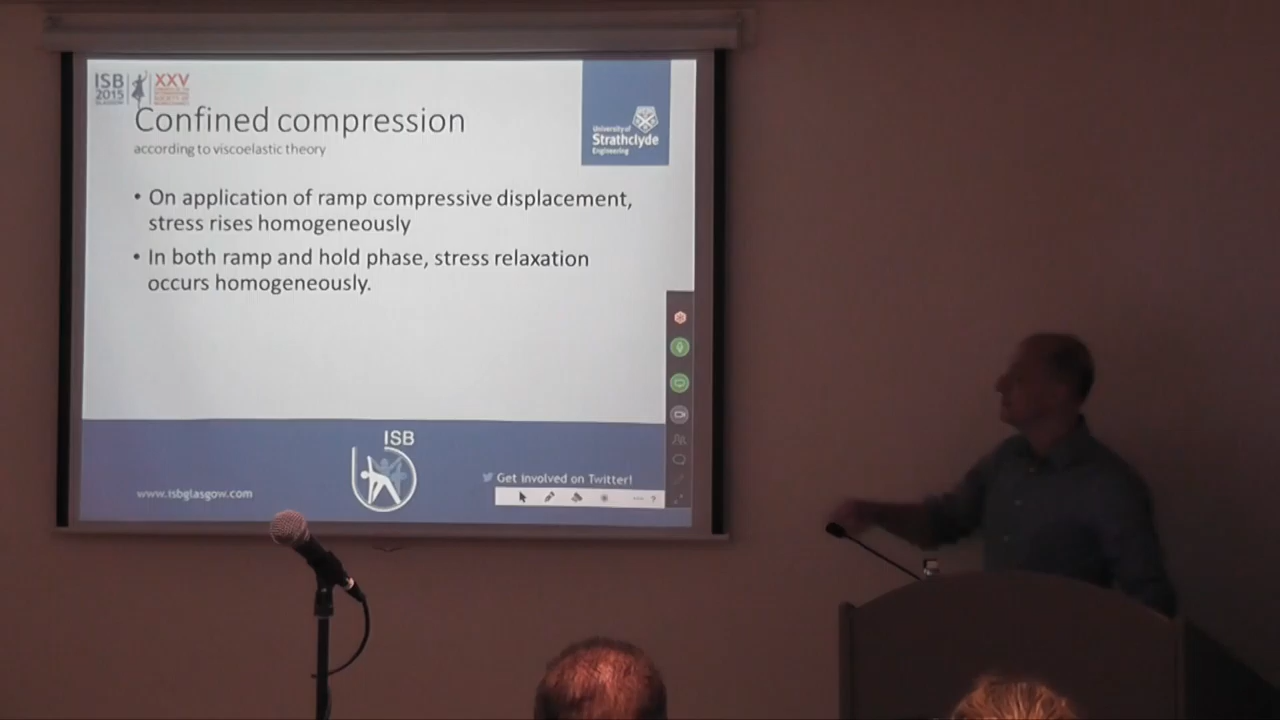 ISB
2015
GLASGOW
XXV
Confined compression
according to viscoelastic theory
University of
Strathclyde
Engineering
• On application of ramp compressive displacement,
stress rises homogeneously
• In both ramp and hold phase, stress relaxation
occurs homogeneously.
ISB
Get involved on Twitter!
www.isbglasgow.com
?